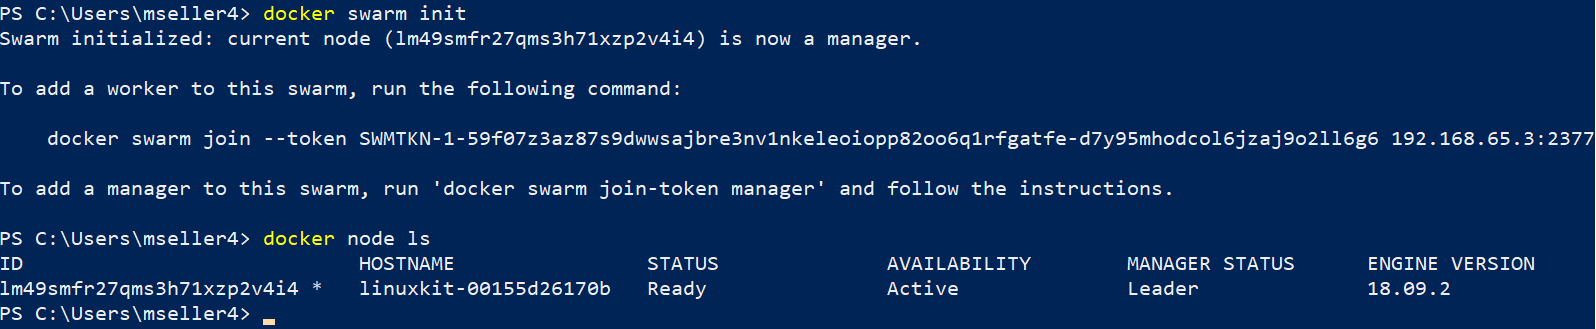 PS C:\Users\mseller4> docker swarm init
Swarm initialized: current node (lm49smfr27qms3h71xzp2v4i4) is now a manager.
To add a worker to this swarm, run the following command:
docker swarm join --token SWMTKN-1-59f07z3az87s9dwwsajbre3nv1nkeleoiopp82oo6q1rfgatfe-d7y95mhodcol6jzaj9o2ll6g6 192.168.65.3:2377
To add a manager to this swarm, run 'docker swarm join-token manager' and follow the instructions.
PS C:\Users\mseller4> docker node ls
ID HOSTNAME STATUS AVAILABILITY MANAGER STATUS ENGINE VERSION
lm49smfr27qms3h71xzp2v4i4 * linuxkit-00155d26170b Ready Active Leader 18.09.2
PS C:\Users\mseller4>